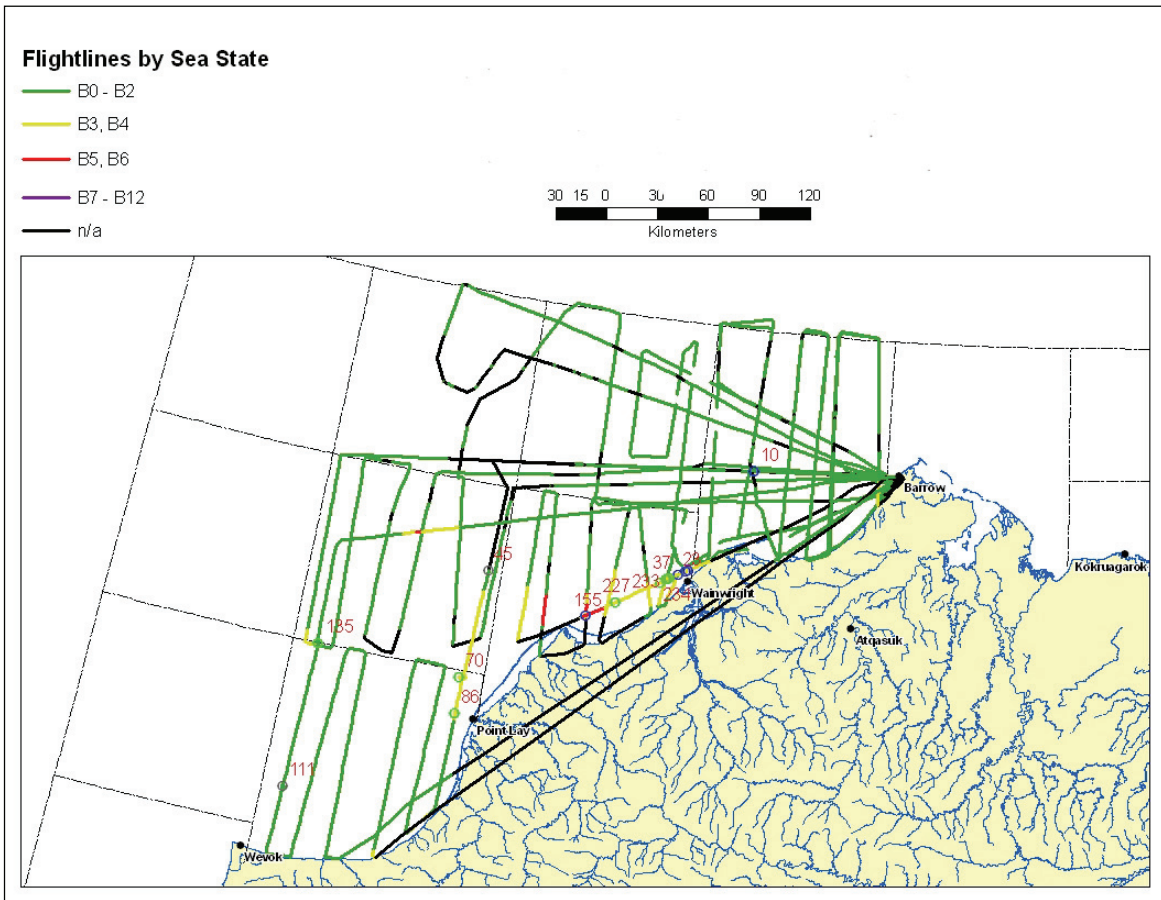 Flightlines by Sea State
B0 - B2
B3, B4
B5, B6
B7 - B12
n/a
30 15 0 30 60 90 120
Kilometers
10
Barrow
Kokruagarok
45
37
28
155
227
233
234
Wainwright
Atqasuk
135
70
86
Point Lay
111
Wevok